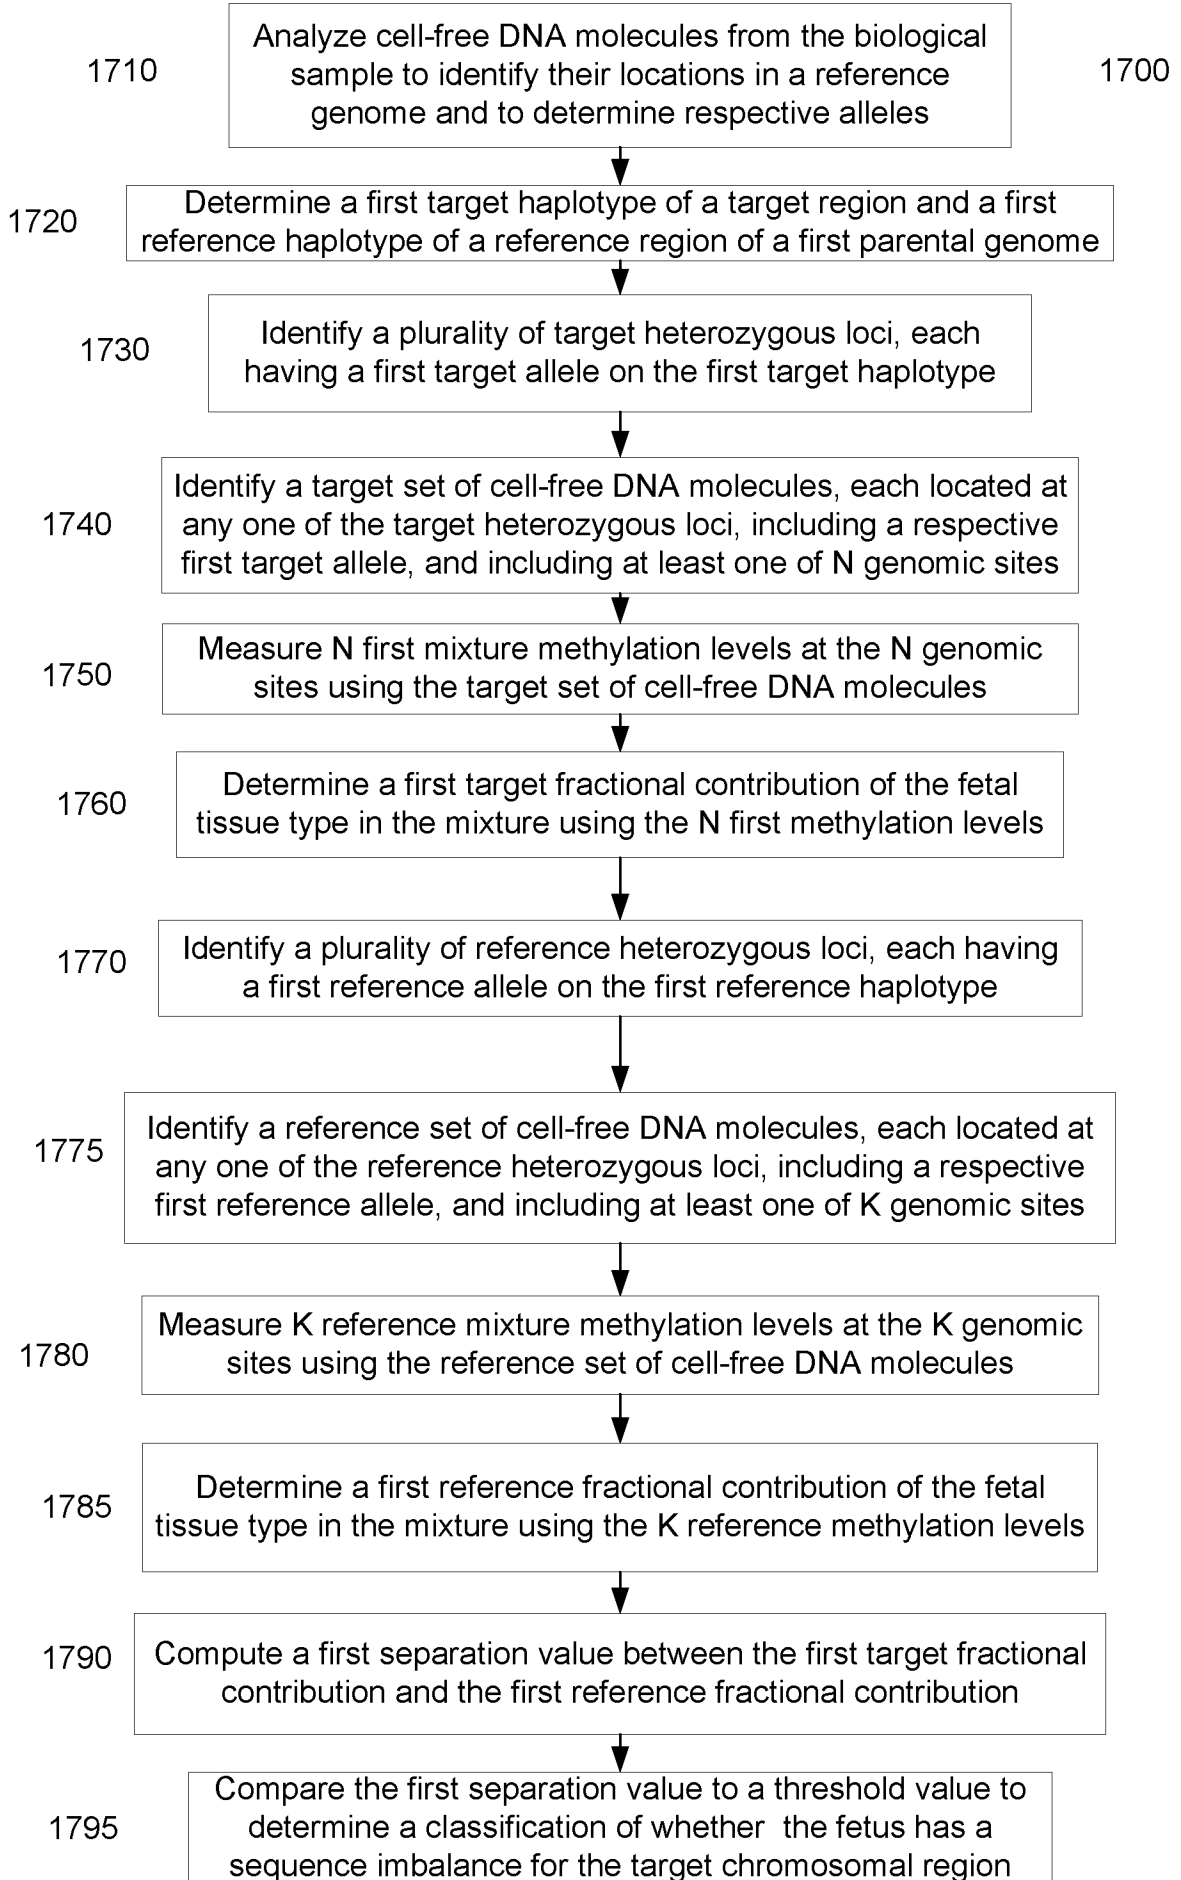 1710
Analyze cell-free DNA molecules from the biological
sample to identify their locations in a reference
genome and to determine respective alleles
1700
1720
Determine a first target haplotype of a target region and a first
reference haplotype of a reference region of a first parental genome
1730
Identify a plurality of target heterozygous loci, each
having a first target allele on the first target haplotype
1740
Identify a target set of cell-free DNA molecules, each located at
any one of the target heterozygous loci, including a respective
first target allele, and including at least one of N genomic sites
1750
Measure N first mixture methylation levels at the N genomic
sites using the target set of cell-free DNA molecules
1760
Determine a first target fractional contribution of the fetal
tissue type in the mixture using the N first methylation levels
1770
Identify a plurality of reference heterozygous loci, each having
a first reference allele on the first reference haplotype
1775
Identify a reference set of cell-free DNA molecules, each located at
any one of the reference heterozygous loci, including a respective
first reference allele, and including at least one of K genomic sites
1780
Measure K reference mixture methylation levels at the K genomic
sites using the reference set of cell-free DNA molecules
1785
Determine a first reference fractional contribution of the fetal
tissue type in the mixture using the K reference methylation levels
1790
Compute a first separation value between the first target fractional
contribution and the first reference fractional contribution
1795
Compare the first separation value to a threshold value to
determine a classification of whether the fetus has a
sequence imbalance for the target chromosomal region